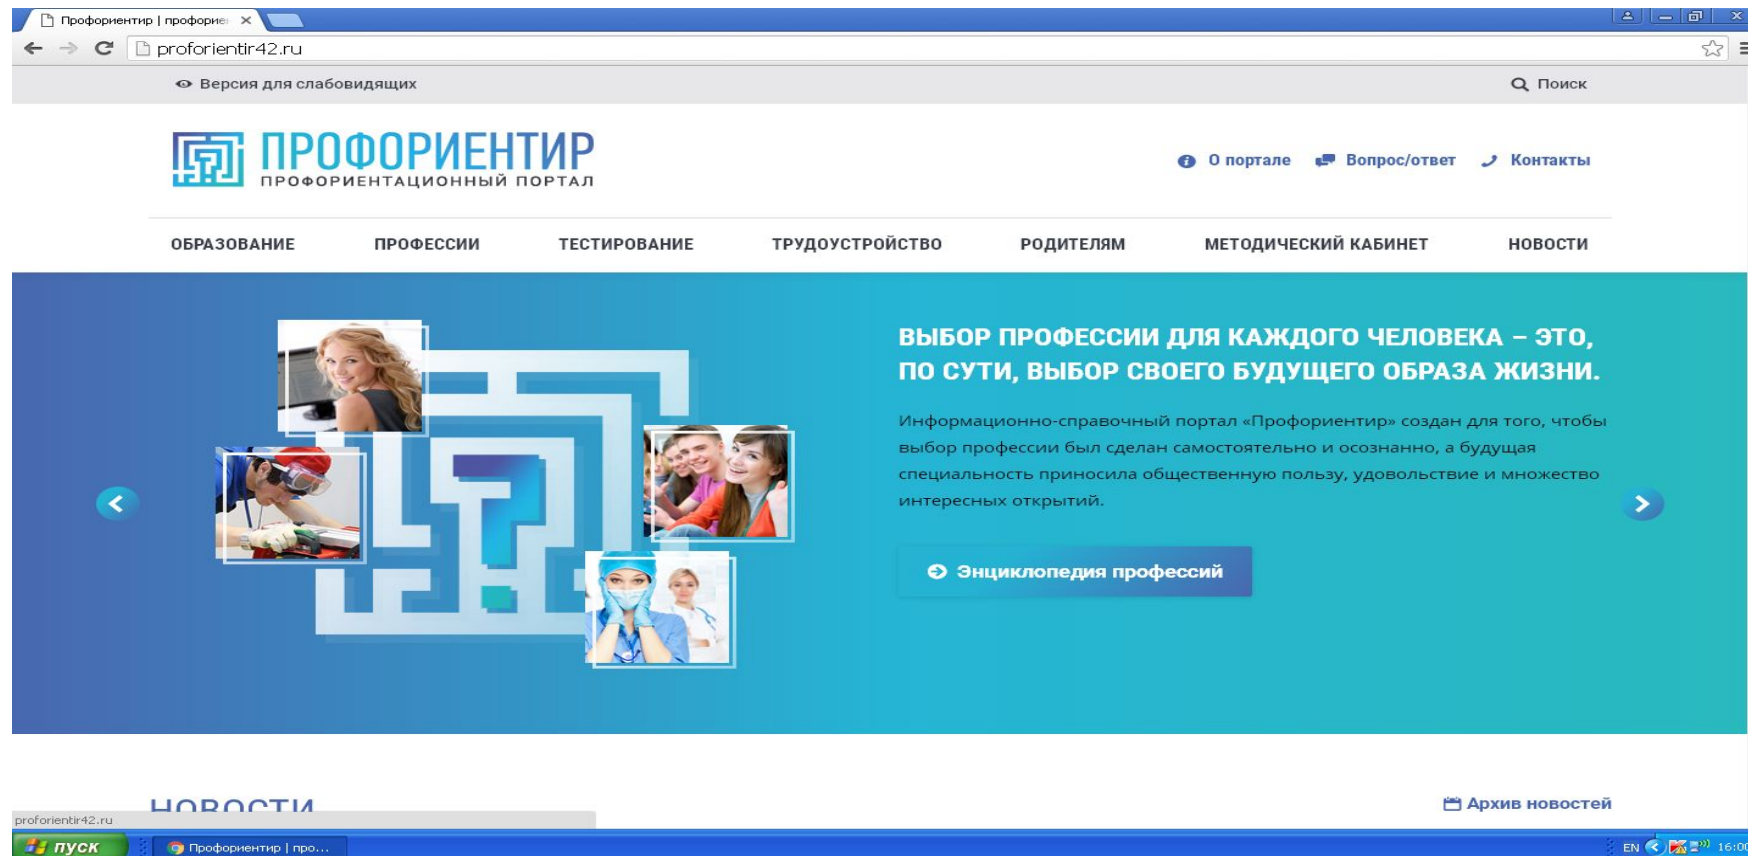 Профориентир | профорие
proforientir42.ru
Версия для слабовидящих
Поиск
ПРОФОРИЕНТИР
ПРОФОРИЕНТАЦИОННЫЙ ПОРТАЛ
О портале Вопрос/ответ Контакты
ОБРАЗОВАНИЕ ПРОФЕССИИ ТЕСТИРОВАНИЕ ТРУДОУСТРОЙСТВО РОДИТЕЛЯМ МЕТОДИЧЕСКИЙ КАБИНЕТ НОВОСТИ
ВЫБОР ПРОФЕССИИ ДЛЯ КАЖДОГО ЧЕЛОВЕКА – ЭТО,
ПО СУТИ, ВЫБОР СВОЕГО БУДУЩЕГО ОБРАЗА ЖИЗНИ.
Информационно-справочный портал «Профориентир» создан для того, чтобы
выбор профессии был сделан самостоятельно и осознанно, а будущая
специальность приносила общественную пользу, удовольствие и множество
интересных открытий.
Энциклопедия профессий
НОВОСТИ
Архив новостей
proforientir42.ru
пуск
Профориентир | про...
EN
16:00